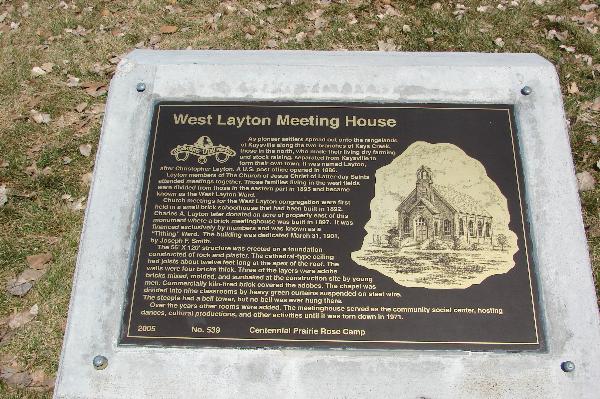 West Layton Meeting House
As pioneer settlers spread out onto the rangelands
of Kaysville along the two branches of Kays Creek,
those in the north, who made their living dry farming
and stock raising, separated from Kaysville to
form their own town. It was named Layton,
after Christopher Layton. A U.S. post office opened in 1886.
Layton members of The Church of Jesus Christ of Latter-day Saints
attended meetings together. Those families living in the west fields
were divided from those in the eastern part in 1895 and became
known as the West Layton Ward.
Church meetings for the West Layton congregation were first
held in a small brick schoolhouse that had been built in 1892.
Charles A. Layton later donated an acre of property east of this
monument where a brick meetinghouse was built in 1897. It was
financed exclusively by members and was known as a
"Tithing" Ward. The building was dedicated March 31, 1901,
by Joseph F. Smith.
The 56' X 120' structure was erected on a foundation
constructed of rock and plaster. The cathedral-type ceiling
had joists about twelve feet long at the apex of the roof. The
walls were four bricks thick. Three of the layers were adobe
bricks mixed, molded, and sunbaked at the construction site by young
men. Commercially kiln-fired brick covered the adobes. The chapel was
divided into nine classrooms by heavy green curtains suspended on steel wire.
The steeple had a bell tower, but no bell was ever hung there.
Over the years other rooms were added. The meetinghouse served as the community social center, hosting
dances, cultural productions, and other activities until it was torn down in 1971.
2005 No. 539 Centennial Prairie Rose Camp